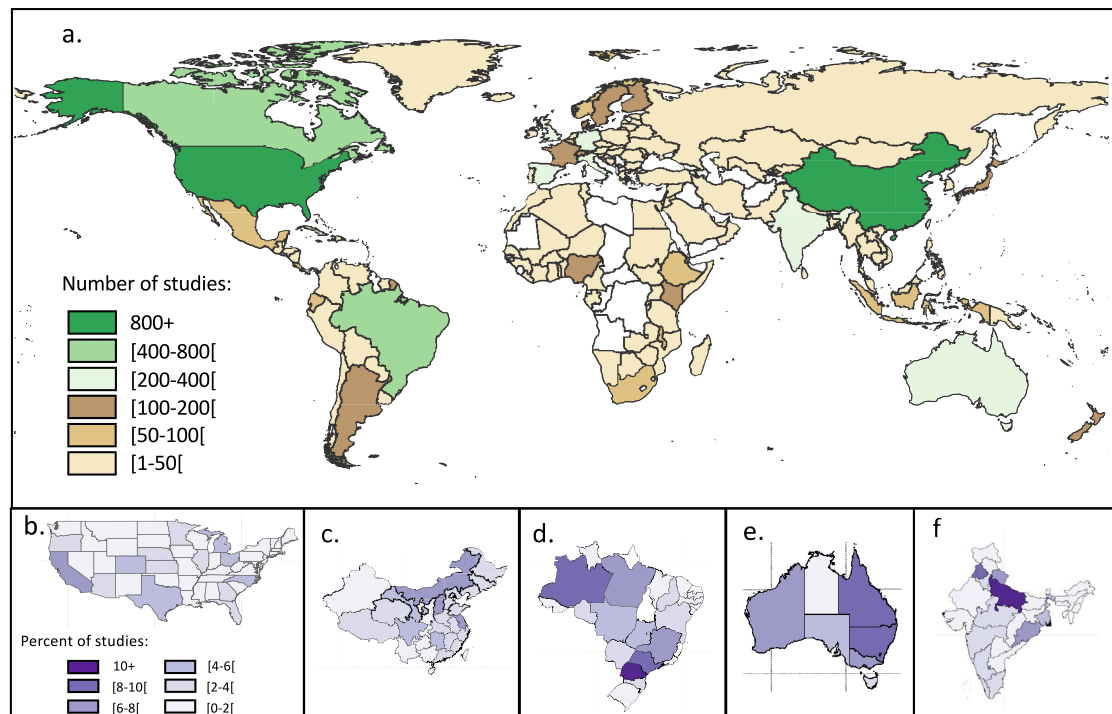 a.
Number of studies:
800+
[400-800[
[200-400[
[100-200[
[50-100[
[1-50[
b.
c.
d.
e.
f
Percent of studies:
10+
[8-10[
[6-8[
[4-6[
[2-4[
[0-2[